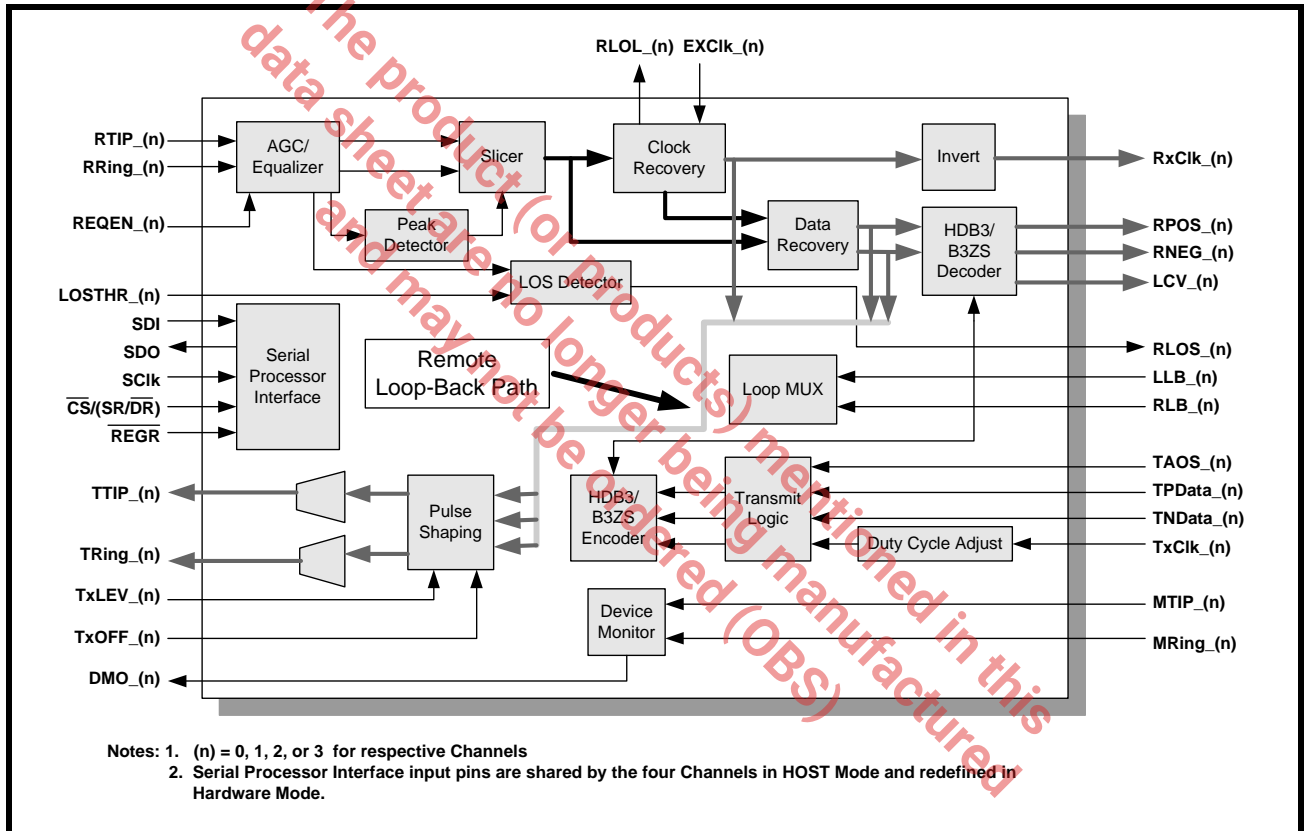 RLOL_(n) EXClk_(n)
RTIP_(n)
RRing_(n)
REQEN_(n)
LOSTHR_(n)
SDI
SDO
SClk
CS/(SR/DR)
REGR
TTIP_(n)
TRing_(n)
TxLEV_(n)
TxOFF_(n)
DMO_(n)
AGC/
Equalizer
Slicer
Clock
Recovery
Invert
Peak
Detector
Data
Recovery
HDB3/
B3ZS
Decoder
LOS Detector
Serial
Processor
Interface
Remote
Loop-Back Path
Loop MUX
Pulse
Shaping
HDB3/
B3ZS
Encoder
Transmit
Logic
Duty Cycle Adjust
Device
Monitor
RxClk_(n)
RPOS_(n)
RNEG_(n)
LCV_(n)
RLOS_(n)
LLB_(n)
RLB_(n)
TAOS_(n)
TPData_(n)
TNData_(n)
TxClk_(n)
MTIP_(n)
MRing_(n)
Notes: 1. (n) = 0, 1, 2, or 3 for respective Channels
2. Serial Processor Interface input pins are shared by the four Channels in HOST Mode and redefined in
Hardware Mode.
The product (or products) mentioned in this
data sheet are no longer being manufactured
and may not be ordered (OBS)